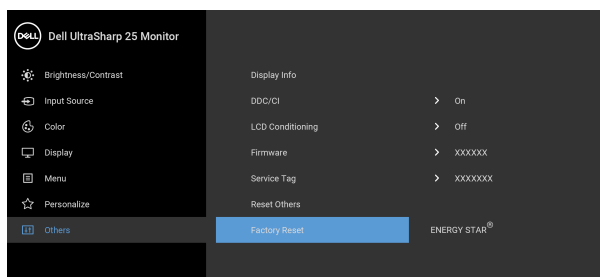 DELL Dell UltraSharp 25 Monitor
Brightness/Contrast Display Info
Input Source DDC/CI On
Color LCD Conditioning Off
Display Firmware XXXXXX
Menu Service Tag XXXXXXX
Personalize Reset Others
Others Factory Reset ENERGY STAR®